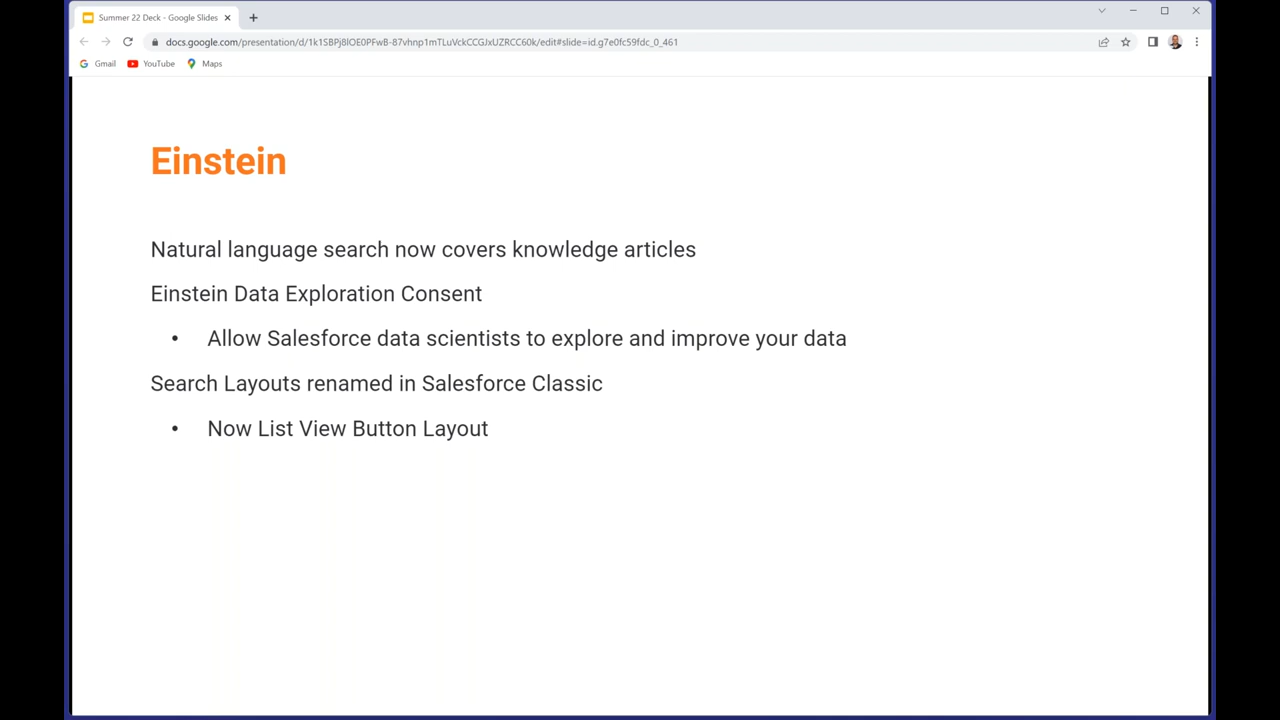 Summer 22 Deck - Google Slides
docs.google.com/presentation/d/1k1SBPj8lOE0PFwB-87vhnp1mTLuVckCCGJxUZRCC60k/edit#slide=id.g7e0fc59fdc_0_461
Gmail YouTube Maps
Einstein
Natural language search now covers knowledge articles
Einstein Data Exploration Consent
• Allow Salesforce data scientists to explore and improve your data
Search Layouts renamed in Salesforce Classic
• Now List View Button Layout